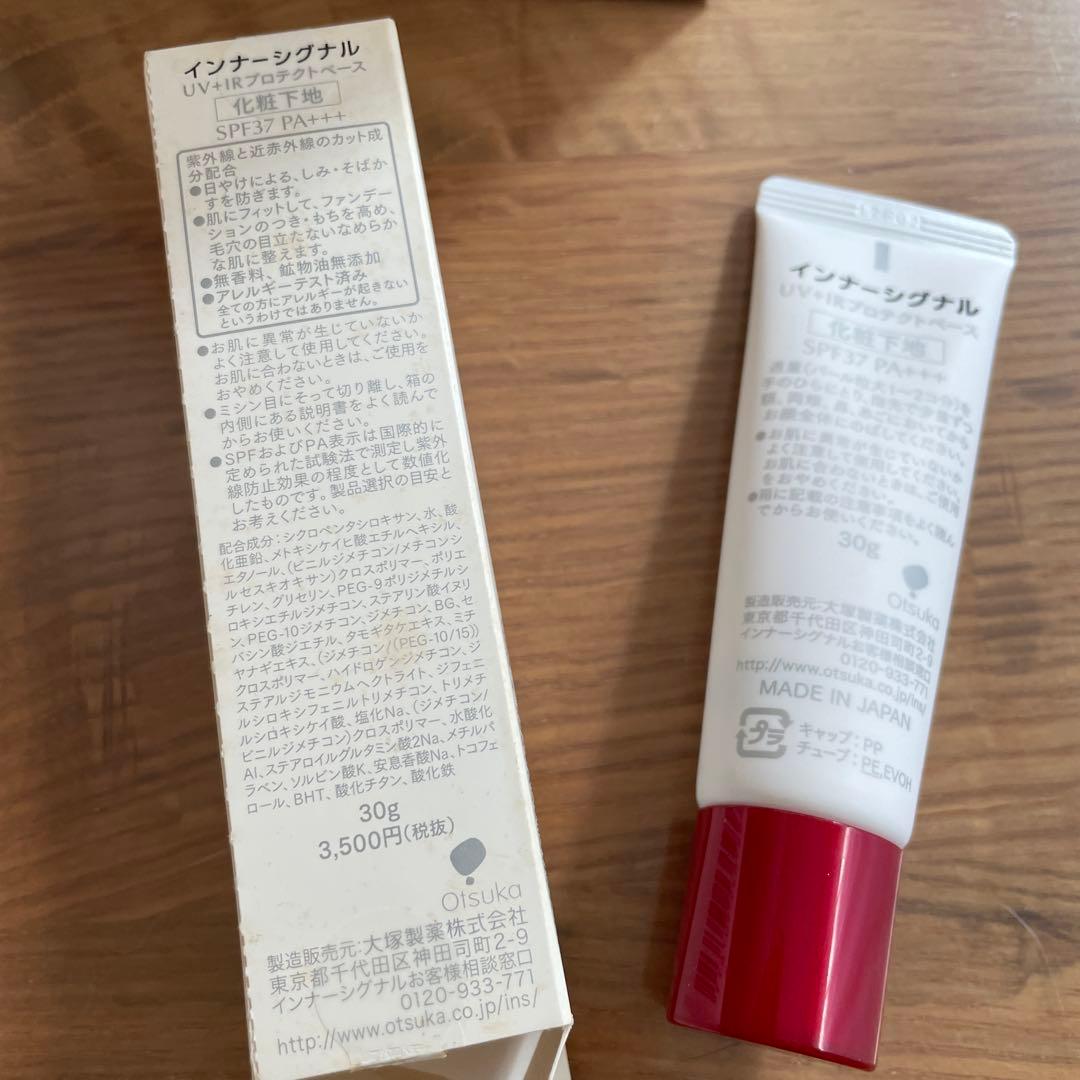 インナーシグナル
UV+IRプロテクトベース
化粧下地
SPF37 PA+++
紫外線と近赤外線のカット成
分配合
●日やけによる、しみ・そばか
すを防ぎます。
●肌にフィットして、ファンデー
ションのつき・もちを高め、
毛穴の目立たないなめらか
な肌に整えます。
●無香料、鉱物油無添加
●アレルギーテスト済み
全ての方にアレルギーが起きない
というわけではありません。
●お肌に異常が生じていないか
よく注意して使用してください。
お肌に合わないときは、ご使用を
おやめください。
●ミシン目にそって切り離し、箱の
内側にある説明書をよく読んで
からお使いください。
●SPFおよびPA表示は国際的に
定められた試験法で測定し紫外
線防止効果の程度として数値化
したものです。製品選択の目安と
お考えください。
配合成分：シクロペンタシロキサン、水、酸
化亜鉛、メトキシケイヒ酸エチルヘキシル、
エタノール、(ビニルジメチコン/メチコンシ
ルセスキオキサン)クロスポリマー、ポリエ
チレン、グリセリン、PEG-9ポリジメチルシ
ロキシエチルジメチコン、ステアリン酸イヌリ
ン、PEG-10ジメチコン、ジメチコン、BG、セ
バシン酸ジエチル、タモギタケエキス、ミチ
ヤナギエキス、(ジメチコン/(PEG-10/15))
クロスポリマー、ハイドロゲンジメチコン、ジ
ステアルジモニウムヘクトライト、ジフェニ
ルシロキシフェニルトリメチコン、トリメチ
ルシロキシケイ酸、塩化Na、(ジメチコン/
ビニルジメチコン)クロスポリマー、水酸化
Al、ステアロイルグルタミン酸2Na、メチルパ
ラベン、ソルビン酸K、安息香酸Na、トコフェ
ロール、BHT、酸化チタン、酸化鉄
30g
3,500円(税抜)
Otsuka
製造販売元：大塚製薬株式会社
東京都千代田区神田司町2-9
インナーシグナルお客様相談窓口
0120-933-771
http://www.otsuka.co.jp/ins/
インナーシグナル
UV+IRプロテクトベース
化粧下地
SPF37 PA+++
お顔全体にのばしてください。
●お肌に異常が生じていないか
よく注意して使用してください。
お肌に合わないときは、ご使用
をおやめください。
でからお使いください。
30g
Otsuka
製造販売元：大塚製薬株式会社
東京都千代田区神田司町2-9
インナーシグナルお客様相談窓口
0120-933-771
http://www.otsuka.co.jp/ins/
MADE IN JAPAN
プラ
キャップ：PP
チューブ：PE,EVOH